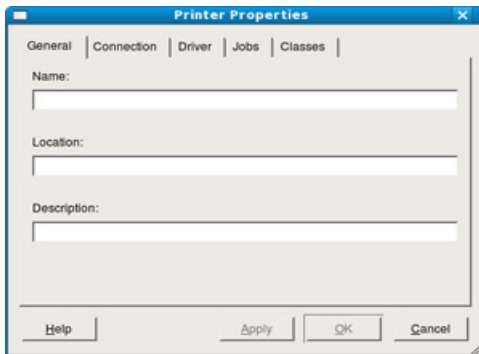 Printer Properties
General Connection Driver Jobs Classes
Name:
Location:
Description:
Help Apply OK Cancel